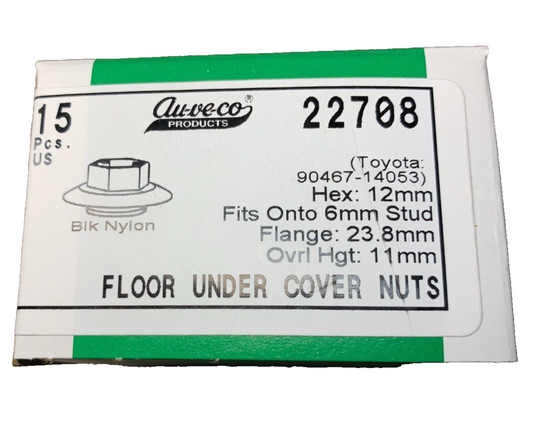 15
Pcs.
US
au-ve-co®
PRODUCTS
22708
(Toyota:
90467-14053)
Hex: 12mm
Fits Onto 6mm Stud
Flange: 23.8mm
Ovrl Hgt: 11mm
Blk Nylon
FLOOR UNDER COVER NUTS